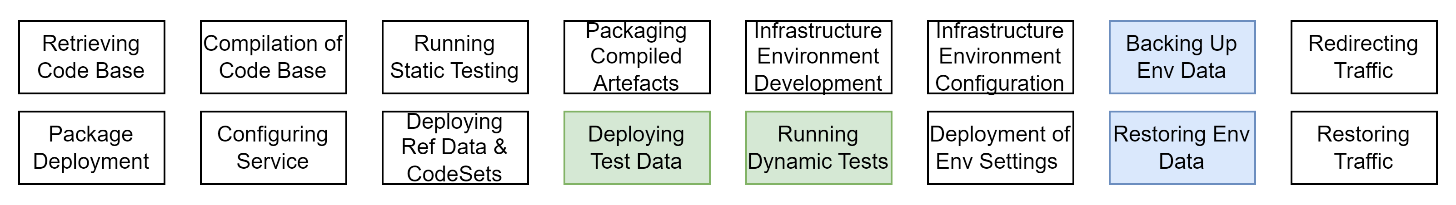 Retrieving
Code Base
Compilation of
Code Base
Running
Static Testing
Packaging
Compiled
Artefacts
Infrastructure
Environment
Development
Infrastructure
Environment
Configuration
Backing Up
Env Data
Redirecting
Traffic
Package
Deployment
Configuring
Service
Deploying
Ref Data &
CodeSets
Deploying
Test Data
Running
Dynamic Tests
Deployment of
Env Settings
Restoring Env
Data
Restoring
Traffic